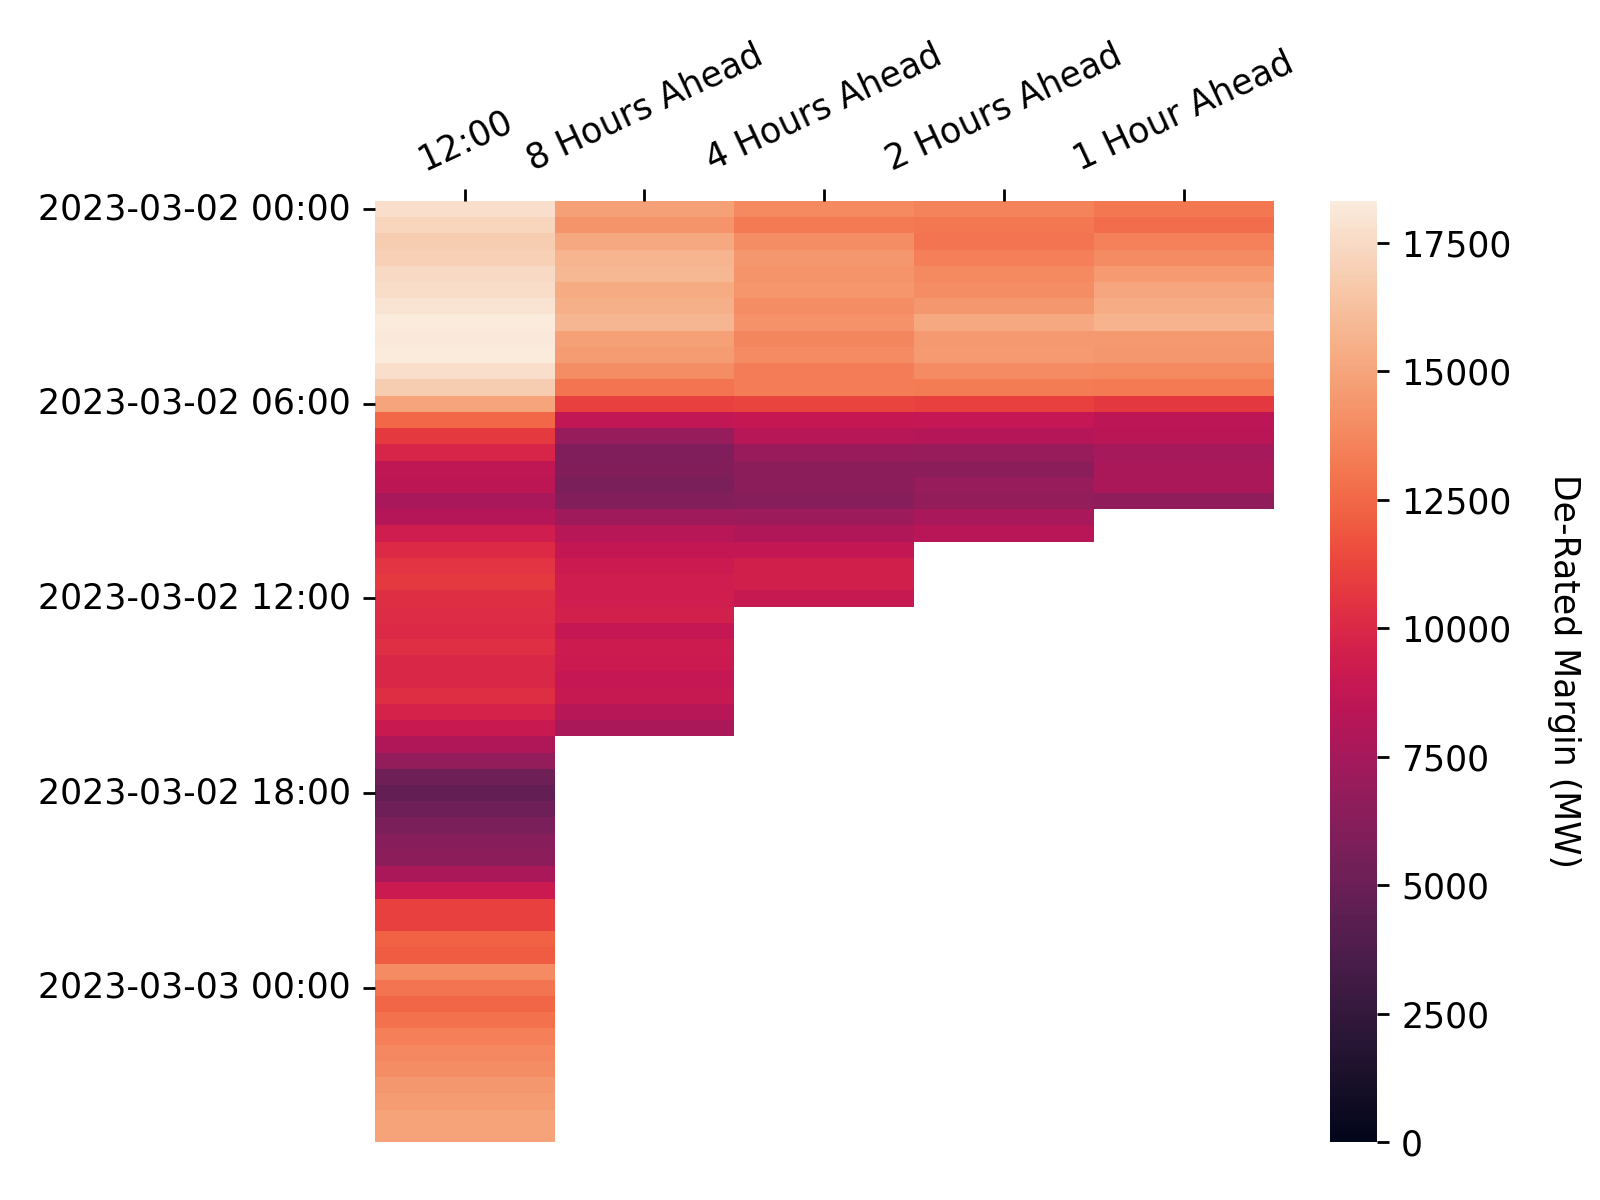 12:00
8 Hours Ahead
4 Hours Ahead
2 Hours Ahead
1 Hour Ahead
2023-03-02 00:00
2023-03-02 06:00
2023-03-02 12:00
2023-03-02 18:00
2023-03-03 00:00
17500
15000
12500
10000
7500
5000
2500
0
De-Rated Margin (MW)